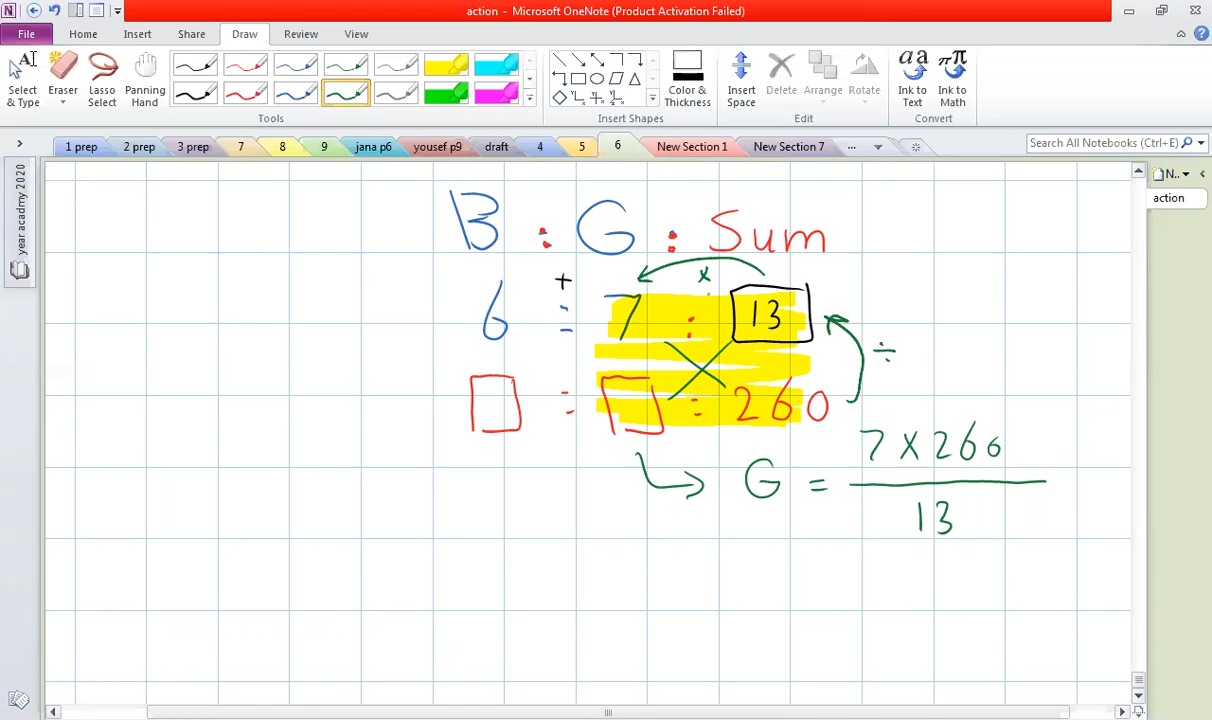 action - Microsoft OneNote (Product Activation Failed)
File Home Insert Share Draw Review View
Select & Type
Eraser
Lasso Select
Panning Hand
Color & Thickness
Insert Space
Delete
Arrange
Rotate
Ink to Text
Ink to Math
Tools Insert Shapes Edit Convert
1 prep 2 prep 3 prep 7 8 9 jana p6 yousef p9 draft 4 5 6 New Section 1 New Section 7 ... Search All Notebooks (Ctrl+E)
N..
action
year acadmy 2020
B : G : Sum
+ ×
6 : 7 : 13
÷
□ : □ : 260
G = 7 × 260
13